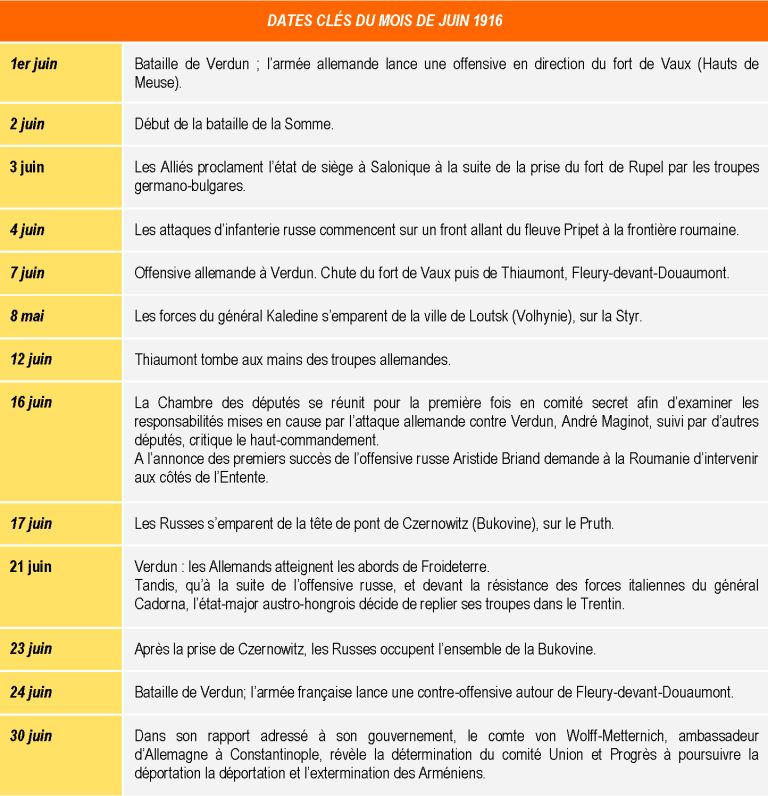 DATES CLÉS DU MOIS DE JUIN 1916
1er juin
Bataille de Verdun ; l’armée allemande lance une offensive en direction du fort de Vaux (Hauts de
Meuse).
2 juin
Début de la bataille de la Somme.
3 juin
Les Alliés proclament l’état de siège à Salonique à la suite de la prise du fort de Rupel par les troupes
germano-bulgares.
4 juin
Les attaques d’infanterie russe commencent sur un front allant du fleuve Pripet à la frontière roumaine.
7 juin
Offensive allemande à Verdun. Chute du fort de Vaux puis de Thiaumont, Fleury-devant-Douaumont.
8 mai
Les forces du général Kaledine s’emparent de la ville de Loutsk (Volhynie), sur la Styr.
12 juin
Thiaumont tombe aux mains des troupes allemandes.
16 juin
La Chambre des députés se réunit pour la première fois en comité secret afin d’examiner les
responsabilités mises en cause par l’attaque allemande contre Verdun, André Maginot, suivi par d’autres
députés, critique le haut-commandement.
A l’annonce des premiers succès de l’offensive russe Aristide Briand demande à la Roumanie d’intervenir
aux côtés de l’Entente.
17 juin
Les Russes s’emparent de la tête de pont de Czernowitz (Bukovine), sur le Pruth.
21 juin
Verdun : les Allemands atteignent les abords de Froideterre.
Tandis, qu’à la suite de l’offensive russe, et devant la résistance des forces italiennes du général
Cadorna, l’état-major austro-hongrois décide de replier ses troupes dans le Trentin.
23 juin
Après la prise de Czernowitz, les Russes occupent l’ensemble de la Bukovine.
24 juin
Bataille de Verdun; l’armée française lance une contre-offensive autour de Fleury-devant-Douaumont.
30 juin
Dans son rapport adressé à son gouvernement, le comte von Wolff-Metternich, ambassadeur
d’Allemagne à Constantinople, révèle la détermination du comité Union et Progrès à poursuivre la
déportation la déportation et l’extermination des Arméniens.